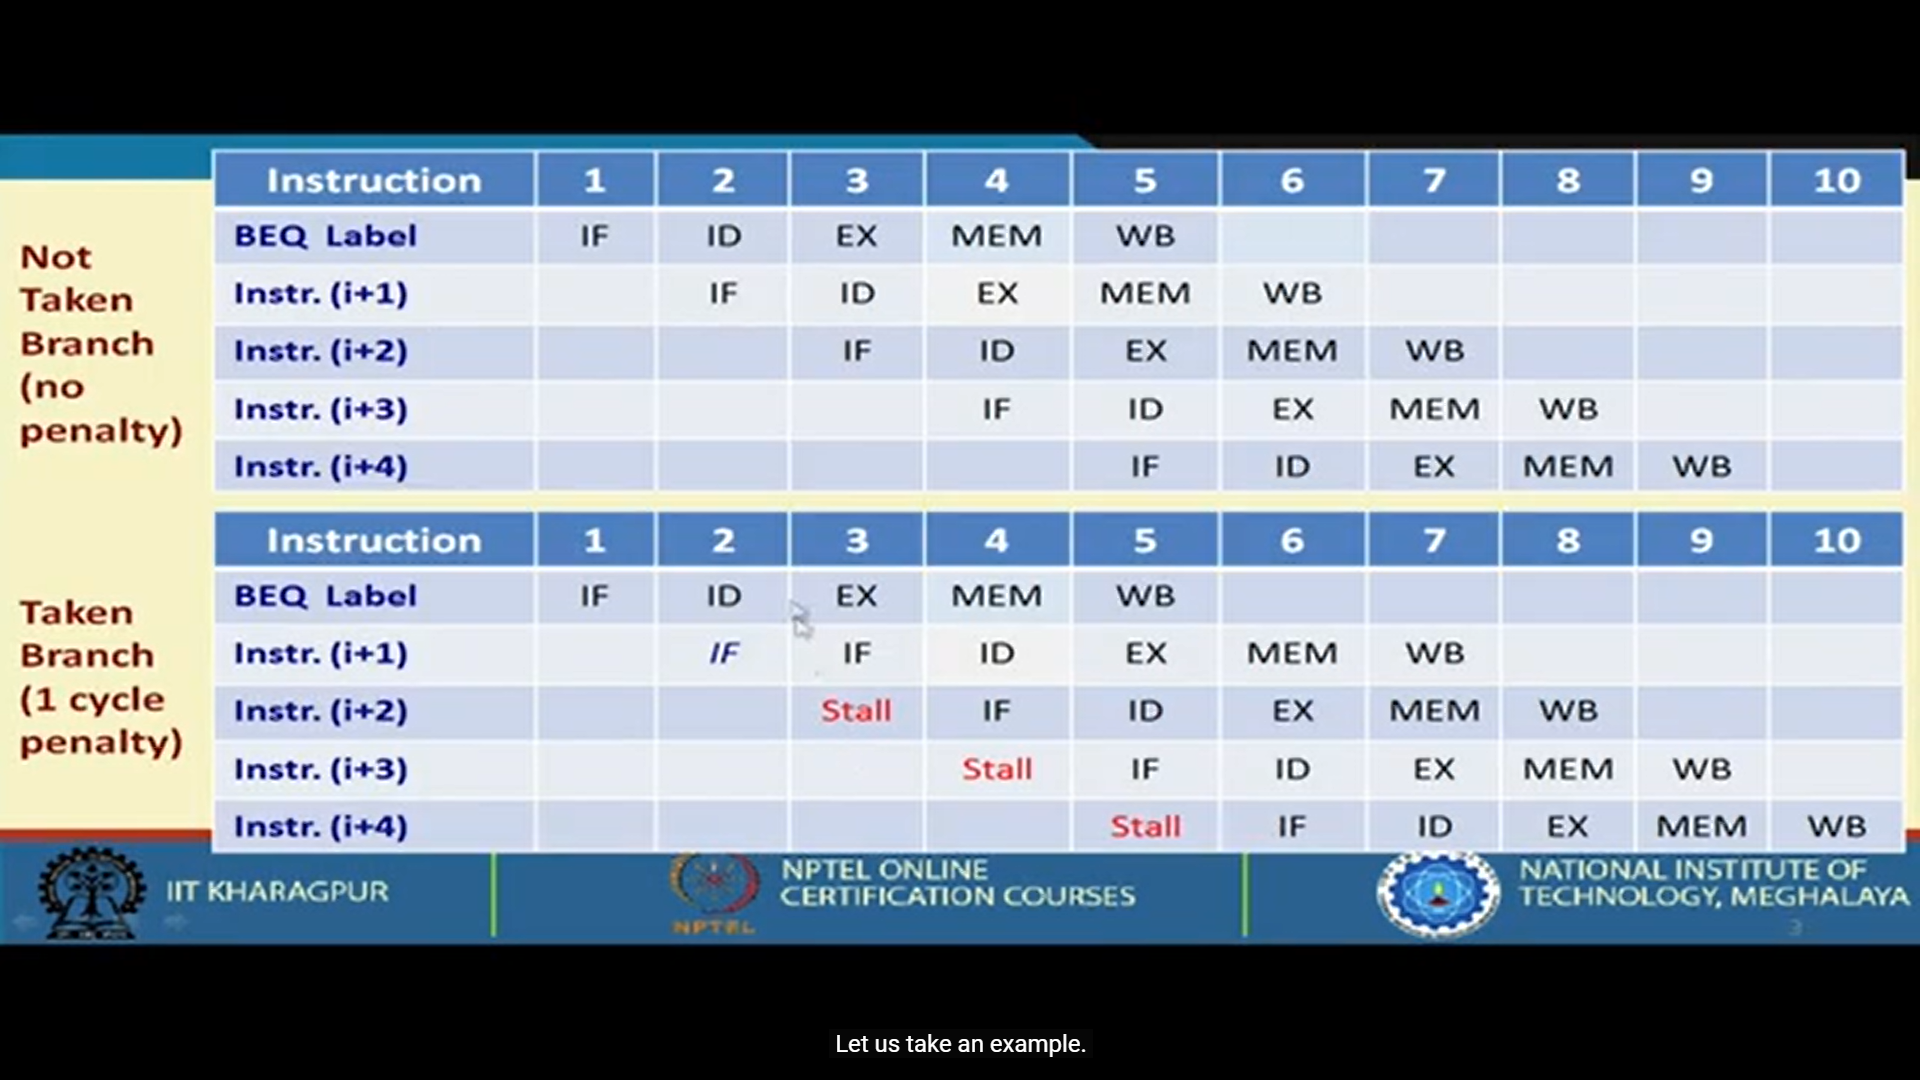 Instruction 1 2 3 4 5 6 7 8 9 10
BEQ Label IF ID EX MEM WB
Instr. (i+1) IF ID EX MEM WB
Instr. (i+2) IF ID EX MEM WB
Instr. (i+3) IF ID EX MEM WB
Instr. (i+4) IF ID EX MEM WB
Not
Taken
Branch
(no
penalty)
Instruction 1 2 3 4 5 6 7 8 9 10
BEQ Label IF ID EX MEM WB
Instr. (i+1) IF IF ID EX MEM WB
Instr. (i+2) Stall IF ID EX MEM WB
Instr. (i+3) Stall IF ID EX MEM WB
Instr. (i+4) Stall IF ID EX MEM WB
Taken
Branch
(1 cycle
penalty)
IIT KHARAGPUR
NPTEL
NPTEL ONLINE
CERTIFICATION COURSES
NATIONAL INSTITUTE OF
TECHNOLOGY, MEGHALAYA
3
Let us take an example.